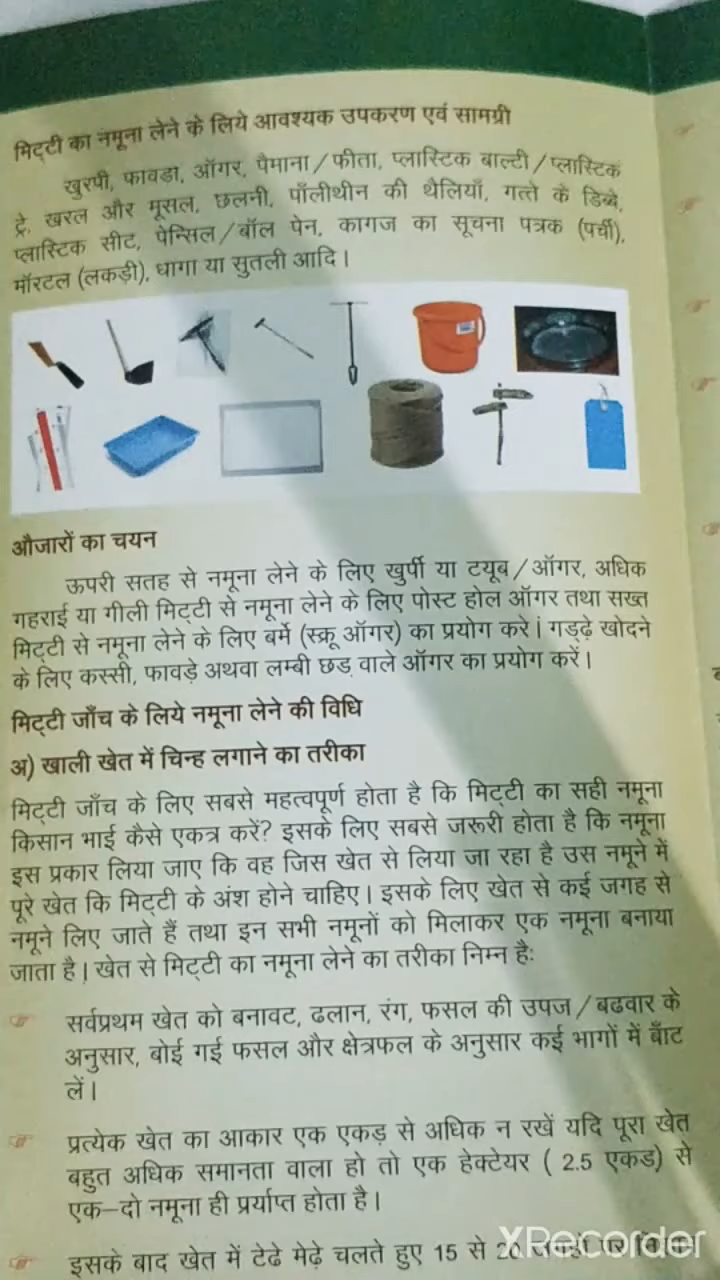 मिट्टी का नमूना लेने के लिये आवश्यक उपकरण एवं सामग्री
खुरपी, फावडा, ऑगर, पैमाना/फीता, प्लास्टिक बाल्टी/प्लास्टिक
ट्रे, खरल और मूसल, छलनी, पॉलीथीन की थैलियाँ, गत्ते के डिब्बे,
प्लास्टिक सीट, पेन्सिल/बॉल पेन, कागज का सूचना पत्रक (पर्ची),
मॉरटल (लकड़ी), धागा या सुतली आदि।
औजारों का चयन
ऊपरी सतह से नमूना लेने के लिए खुर्पी या टयूब/ऑगर, अधिक
गहराई या गीली मिट्टी से नमूना लेने के लिए पोस्ट होल ऑगर तथा सख्त
मिट्टी से नमूना लेने के लिए बर्मे (स्क्रू ऑगर) का प्रयोग करे। गड्ढ़े खोदने
के लिए कस्सी, फावड़े अथवा लम्बी छड़ वाले ऑगर का प्रयोग करें।
मिट्टी जाँच के लिये नमूना लेने की विधि
अ) खाली खेत में चिन्ह लगाने का तरीका
मिट्टी जाँच के लिए सबसे महत्वपूर्ण होता है कि मिट्टी का सही नमूना
किसान भाई कैसे एकत्र करें? इसके लिए सबसे जरूरी होता है कि नमूना
इस प्रकार लिया जाए कि वह जिस खेत से लिया जा रहा है उस नमूने में
पूरे खेत कि मिट्टी के अंश होने चाहिए। इसके लिए खेत से कई जगह से
नमूने लिए जाते हैं तथा इन सभी नमूनों को मिलाकर एक नमूना बनाया
जाता है। खेत से मिट्टी का नमूना लेने का तरीका निम्न है:
सर्वप्रथम खेत को बनावट, ढलान, रंग, फसल की उपज/बढवार के
अनुसार, बोई गई फसल और क्षेत्रफल के अनुसार कई भागों में बाँट
लें।
प्रत्येक खेत का आकार एक एकड़ से अधिक न रखें यदि पूरा खेत
बहुत अधिक समानता वाला हो तो एक हेक्टेयर ( 2.5 एकड) से
एक–दो नमूना ही प्रर्याप्त होता है।
इसके बाद खेत में टेढे मेढ़े चलते हुए 15 से 20 जगहों पर
XRecorder